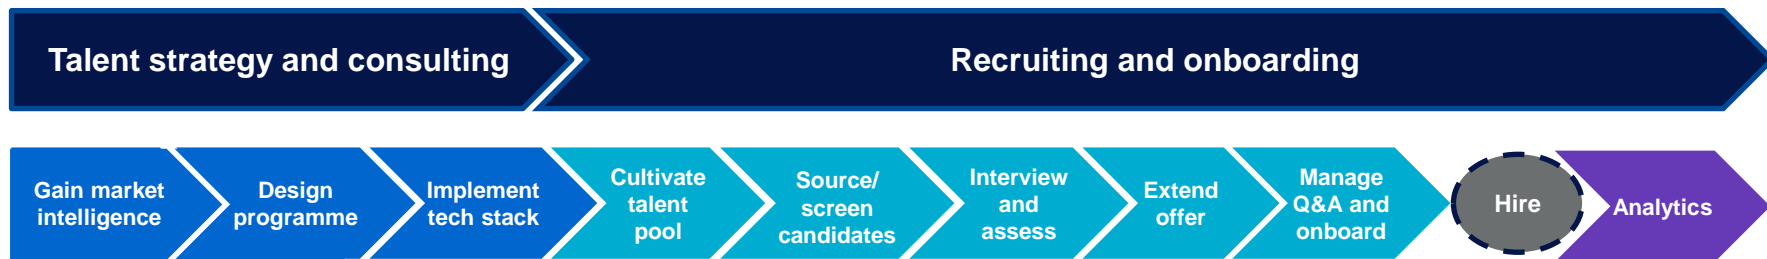 Talent strategy and consulting
Recruiting and onboarding
Gain market
intelligence
Design
programme
Implement
tech stack
Cultivate
talent
pool
Source/
screen
candidates
Interview
and
assess
Extend
offer
Manage
Q&A and
onboard
Hire
Analytics